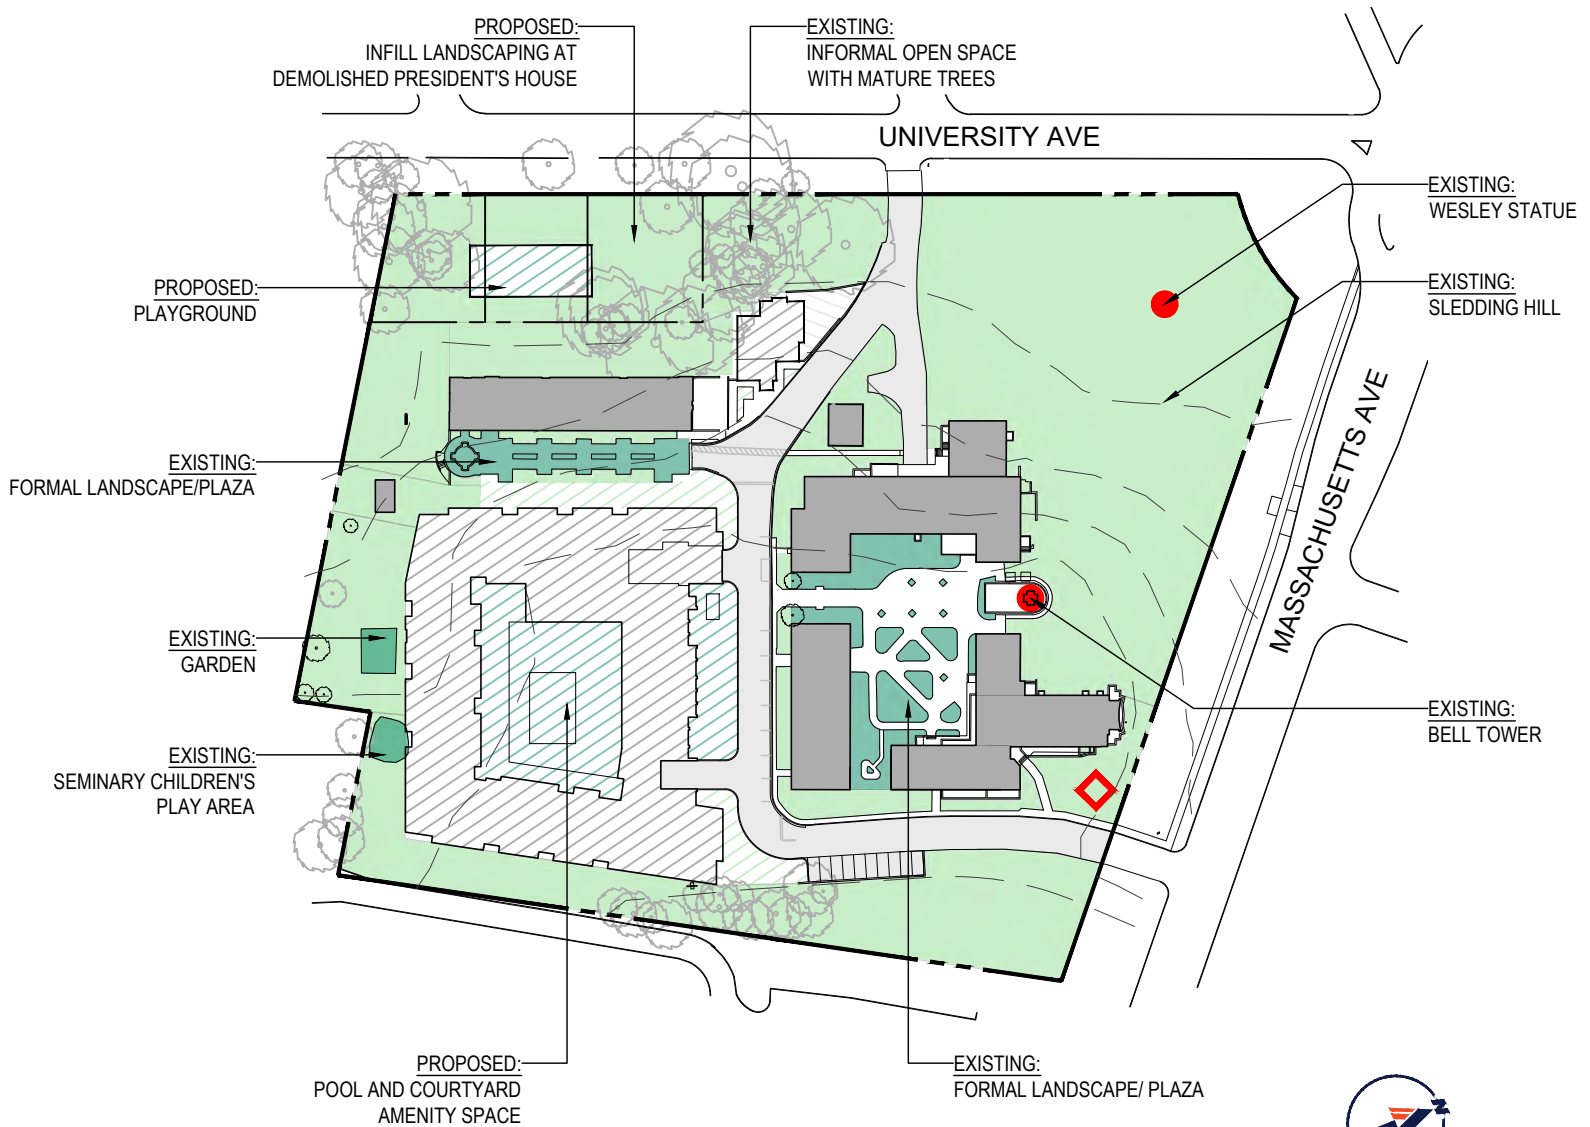 PROPOSED:
INFILL LANDSCAPING AT
DEMOLISHED PRESIDENT'S HOUSE
EXISTING:
INFORMAL OPEN SPACE
WITH MATURE TREES
UNIVERSITY AVE
EXISTING:
WESLEY STATUE
EXISTING:
SLEDDING HILL
PROPOSED:
PLAYGROUND
MASSACHUSETTS AVE
EXISTING:
FORMAL LANDSCAPE/PLAZA
EXISTING:
GARDEN
EXISTING:
SEMINARY CHILDREN'S
PLAY AREA
EXISTING:
BELL TOWER
PROPOSED:
POOL AND COURTYARD
AMENITY SPACE
EXISTING:
FORMAL LANDSCAPE/ PLAZA
N